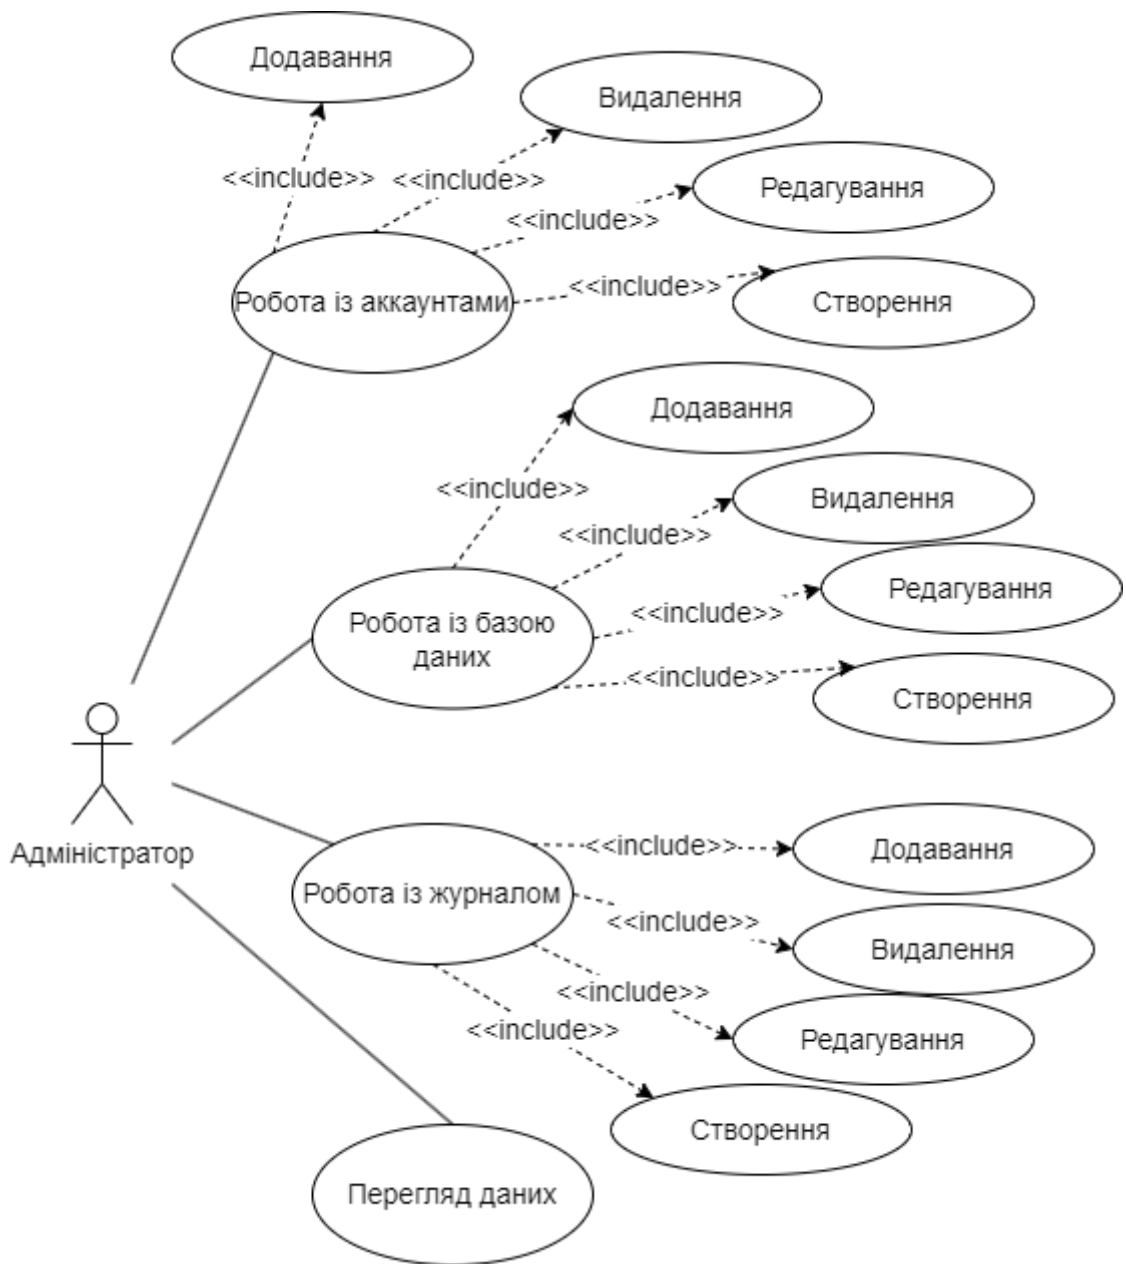 Додавання
Видалення
<<include>>
<<include>>
Редагування
<<include>>
<<include>>
Робота із аккаунтами
Створення
Додавання
<<include>>
Видалення
<<include>>
Редагування
<<include>>
Робота із базою
даних
<<include>>
Створення
Адміністратор
<<include>>
Додавання
Робота із журналом
<<include>>
Видалення
<<include>>
<<include>>
Редагування
Створення
Перегляд даних